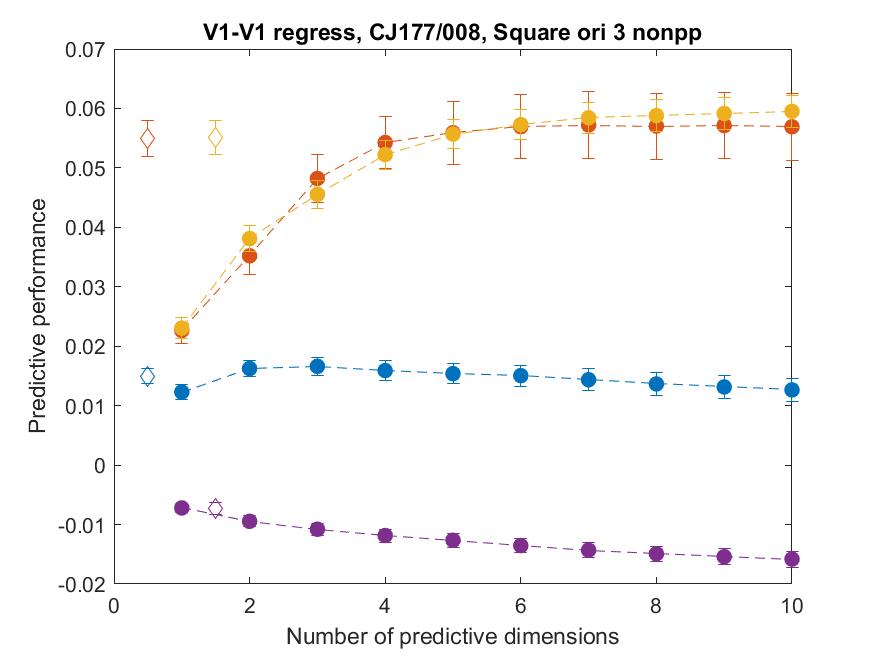 V1-V1 regress, CJ177/008, Square ori 3 nonpp
0.07
0.06
0.05
0.04
0.03
0.02
0.01
0
-0.01
-0.02
Predictive performance
0 2 4 6 8 10
Number of predictive dimensions